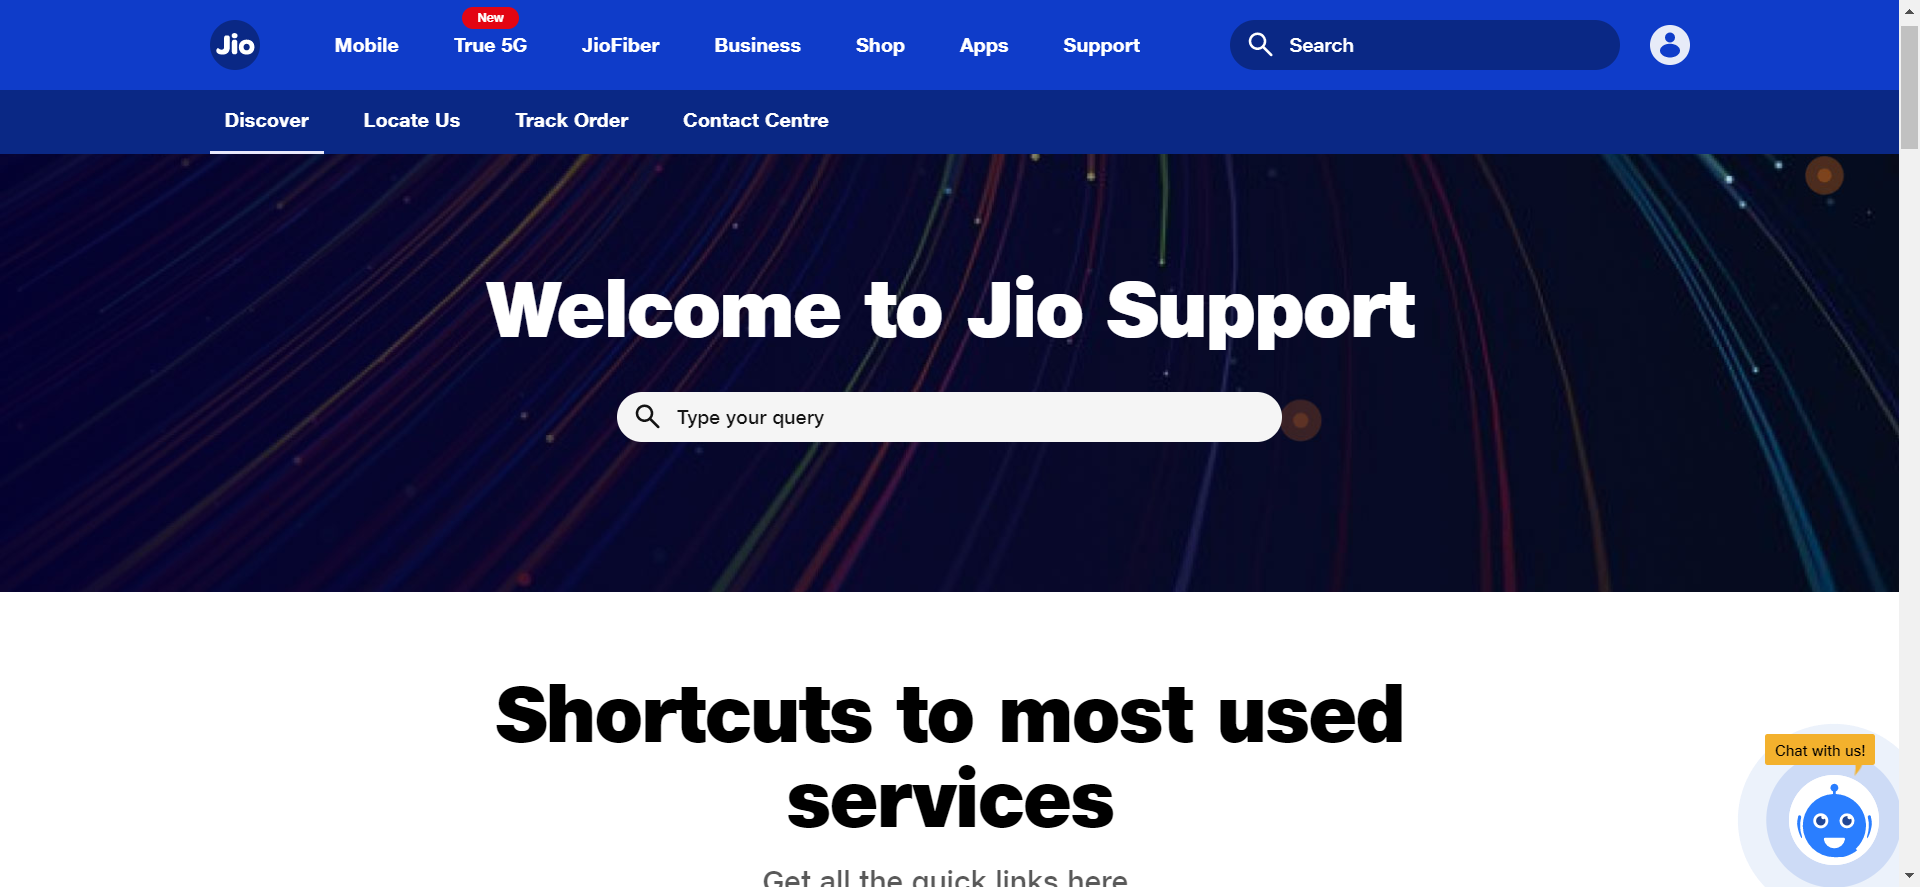 New
Jio Mobile True 5G JioFiber Business Shop Apps Support Search
Discover Locate Us Track Order Contact Centre
Welcome to Jio Support
Type your query
Shortcuts to most used
services
Chat with us!
Get all the quick links here